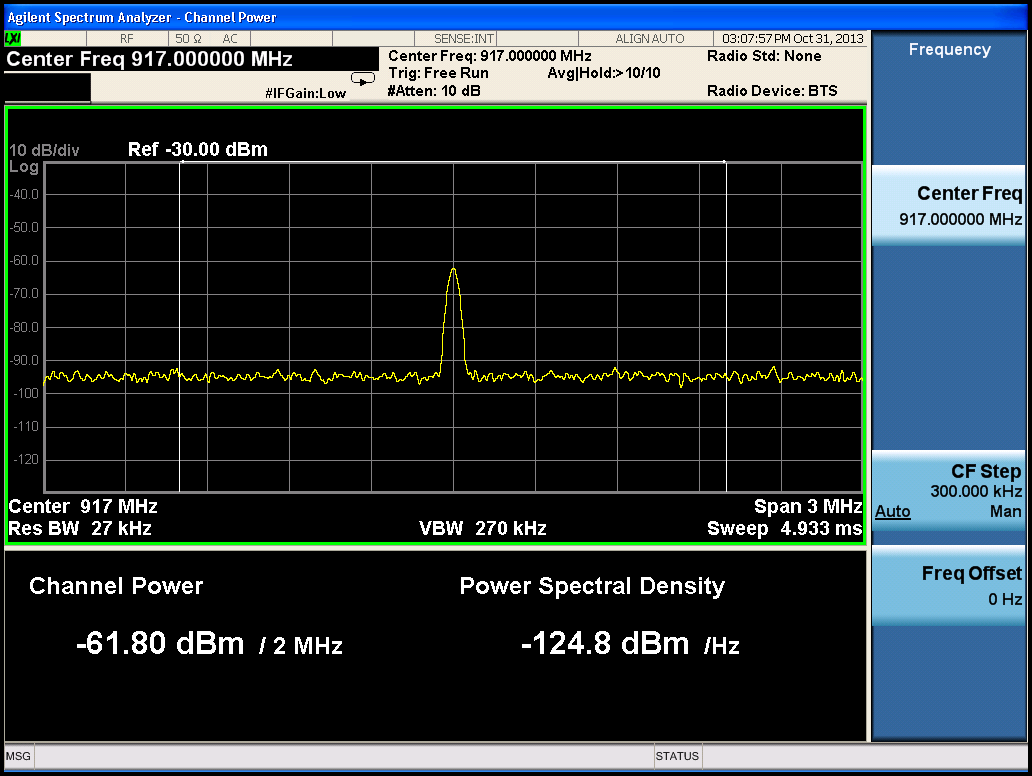 Agilent Spectrum Analyzer - Channel Power
LXI RF 50 Ω AC SENSE:INT ALIGN AUTO 03:07:57 PM Oct 31, 2013
Center Freq 917.000000 MHz
#IFGain:Low
Center Freq: 917.000000 MHz
Trig: Free Run Avg|Hold:>10/10
#Atten: 10 dB
Radio Std: None
Radio Device: BTS
10 dB/div Ref -30.00 dBm
Log
-40.0
-50.0
-60.0
-70.0
-80.0
-90.0
-100
-110
-120
Center 917 MHz Span 3 MHz
Res BW 27 kHz VBW 270 kHz Sweep 4.933 ms
Channel Power Power Spectral Density
-61.80 dBm / 2 MHz -124.8 dBm /Hz
Frequency
Center Freq
917.000000 MHz
CF Step
300.000 kHz
Auto Man
Freq Offset
0 Hz
MSG STATUS